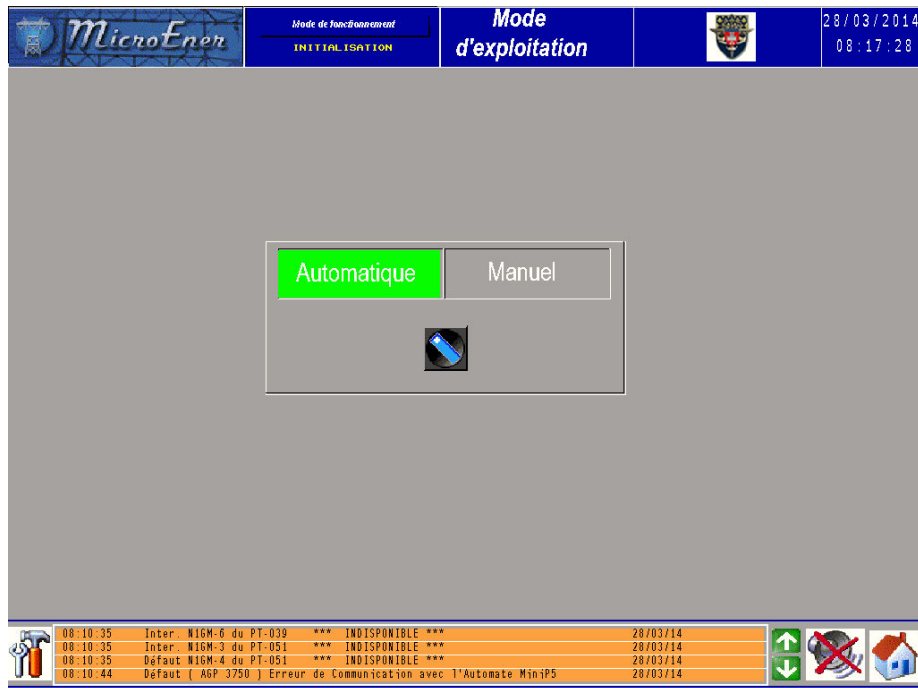 MicroEner
Mode de fonctionnement
INITIALISATION
Mode
d'exploitation
28/03/2014
08:17:28
Automatique
Manuel
08:10:35 Inter. N1GM-6 du PT-039 *** INDISPONIBLE *** 28/03/14
08:10:35 Inter. N1GM-3 du PT-051 *** INDISPONIBLE *** 28/03/14
08:10:35 Défaut N1GM-4 du PT-051 *** INDISPONIBLE *** 28/03/14
08:10:44 Défaut ( AGP 3750 ) Erreur de Communication avec l'Automate MiniP5 28/03/14